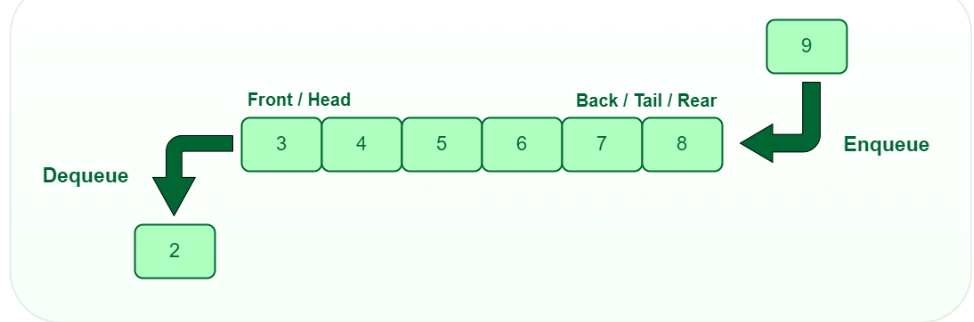 9
Front / Head
Back / Tail / Rear
3 4 5 6 7 8
Enqueue
Dequeue
2